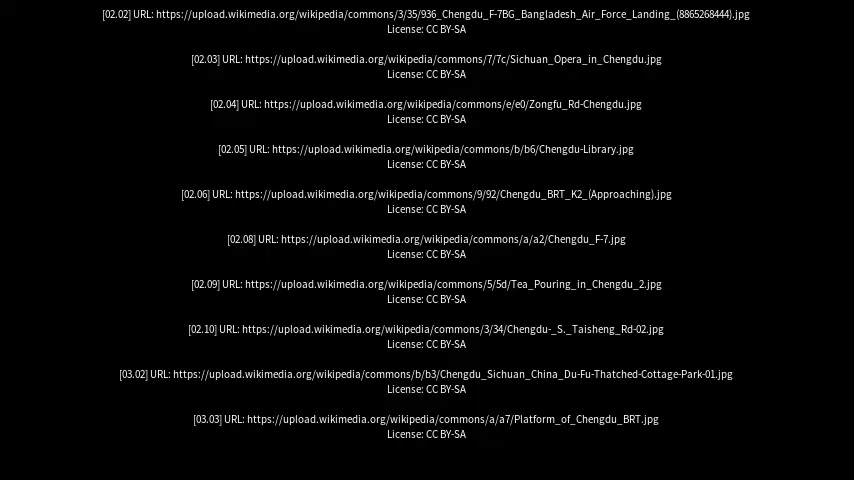 [02.02] URL: https://upload.wikimedia.org/wikipedia/commons/3/35/936_Chengdu_F-7BG_Bangladesh_Air_Force_Landing_(8865268444).jpg
License: CC BY-SA
[02.03] URL: https://upload.wikimedia.org/wikipedia/commons/7/7c/Sichuan_Opera_in_Chengdu.jpg
License: CC BY-SA
[02.04] URL: https://upload.wikimedia.org/wikipedia/commons/e/e0/Zongfu_Rd-Chengdu.jpg
License: CC BY-SA
[02.05] URL: https://upload.wikimedia.org/wikipedia/commons/b/b6/Chengdu-Library.jpg
License: CC BY-SA
[02.06] URL: https://upload.wikimedia.org/wikipedia/commons/9/92/Chengdu_BRT_K2_(Approaching).jpg
License: CC BY-SA
[02.08] URL: https://upload.wikimedia.org/wikipedia/commons/a/a2/Chengdu_F-7.jpg
License: CC BY-SA
[02.09] URL: https://upload.wikimedia.org/wikipedia/commons/5/5d/Tea_Pouring_in_Chengdu_2.jpg
License: CC BY-SA
[02.10] URL: https://upload.wikimedia.org/wikipedia/commons/3/34/Chengdu-_S._Taisheng_Rd-02.jpg
License: CC BY-SA
[03.02] URL: https://upload.wikimedia.org/wikipedia/commons/b/b3/Chengdu_Sichuan_China_Du-Fu-Thatched-Cottage-Park-01.jpg
License: CC BY-SA
[03.03] URL: https://upload.wikimedia.org/wikipedia/commons/a/a7/Platform_of_Chengdu_BRT.jpg
License: CC BY-SA